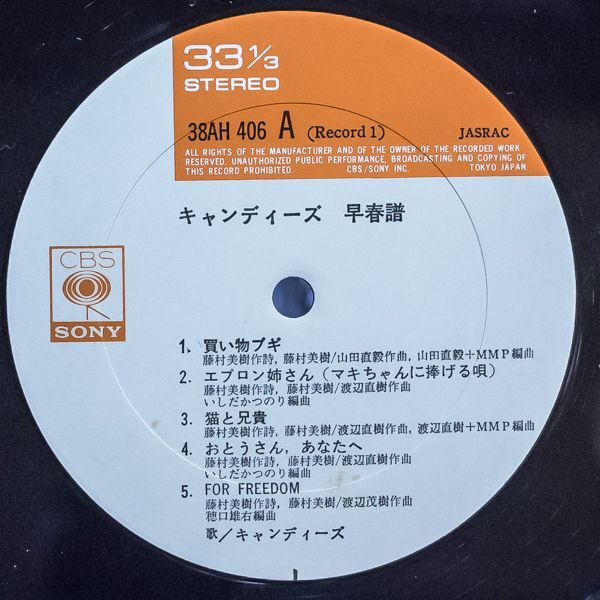 33 1/3
STEREO
38AH 406 A (Record 1) JASRAC
ALL RIGHTS OF THE MANUFACTURER AND OF THE OWNER OF THE RECORDED WORK
RESERVED. UNAUTHORIZED PUBLIC PERFORMANCE, BROADCASTING AND COPYING OF
THIS RECORD PROHIBITED. CBS/SONY INC. TOKYO JAPAN.
キャンディーズ 早春譜
CBS
SONY
1. 買い物ブギ
藤村美樹作詩, 藤村美樹/山田直毅作曲, 山田直毅+MMP編曲
2. エプロン姉さん(マキちゃんに捧げる唄)
藤村美樹作詩, 藤村美樹/渡辺直樹作曲
いしだかつのり編曲
3. 猫と兄貴
藤村美樹作詩, 藤村美樹/渡辺直樹作曲, 渡辺直樹+MMP編曲
4. おとうさん, あなたへ
藤村美樹作詩, 藤村美樹/渡辺直樹作曲
いしだかつのり編曲
5. FOR FREEDOM
藤村美樹作詩, 藤村美樹/渡辺茂樹作曲
穂口雄右編曲
歌/キャンディーズ